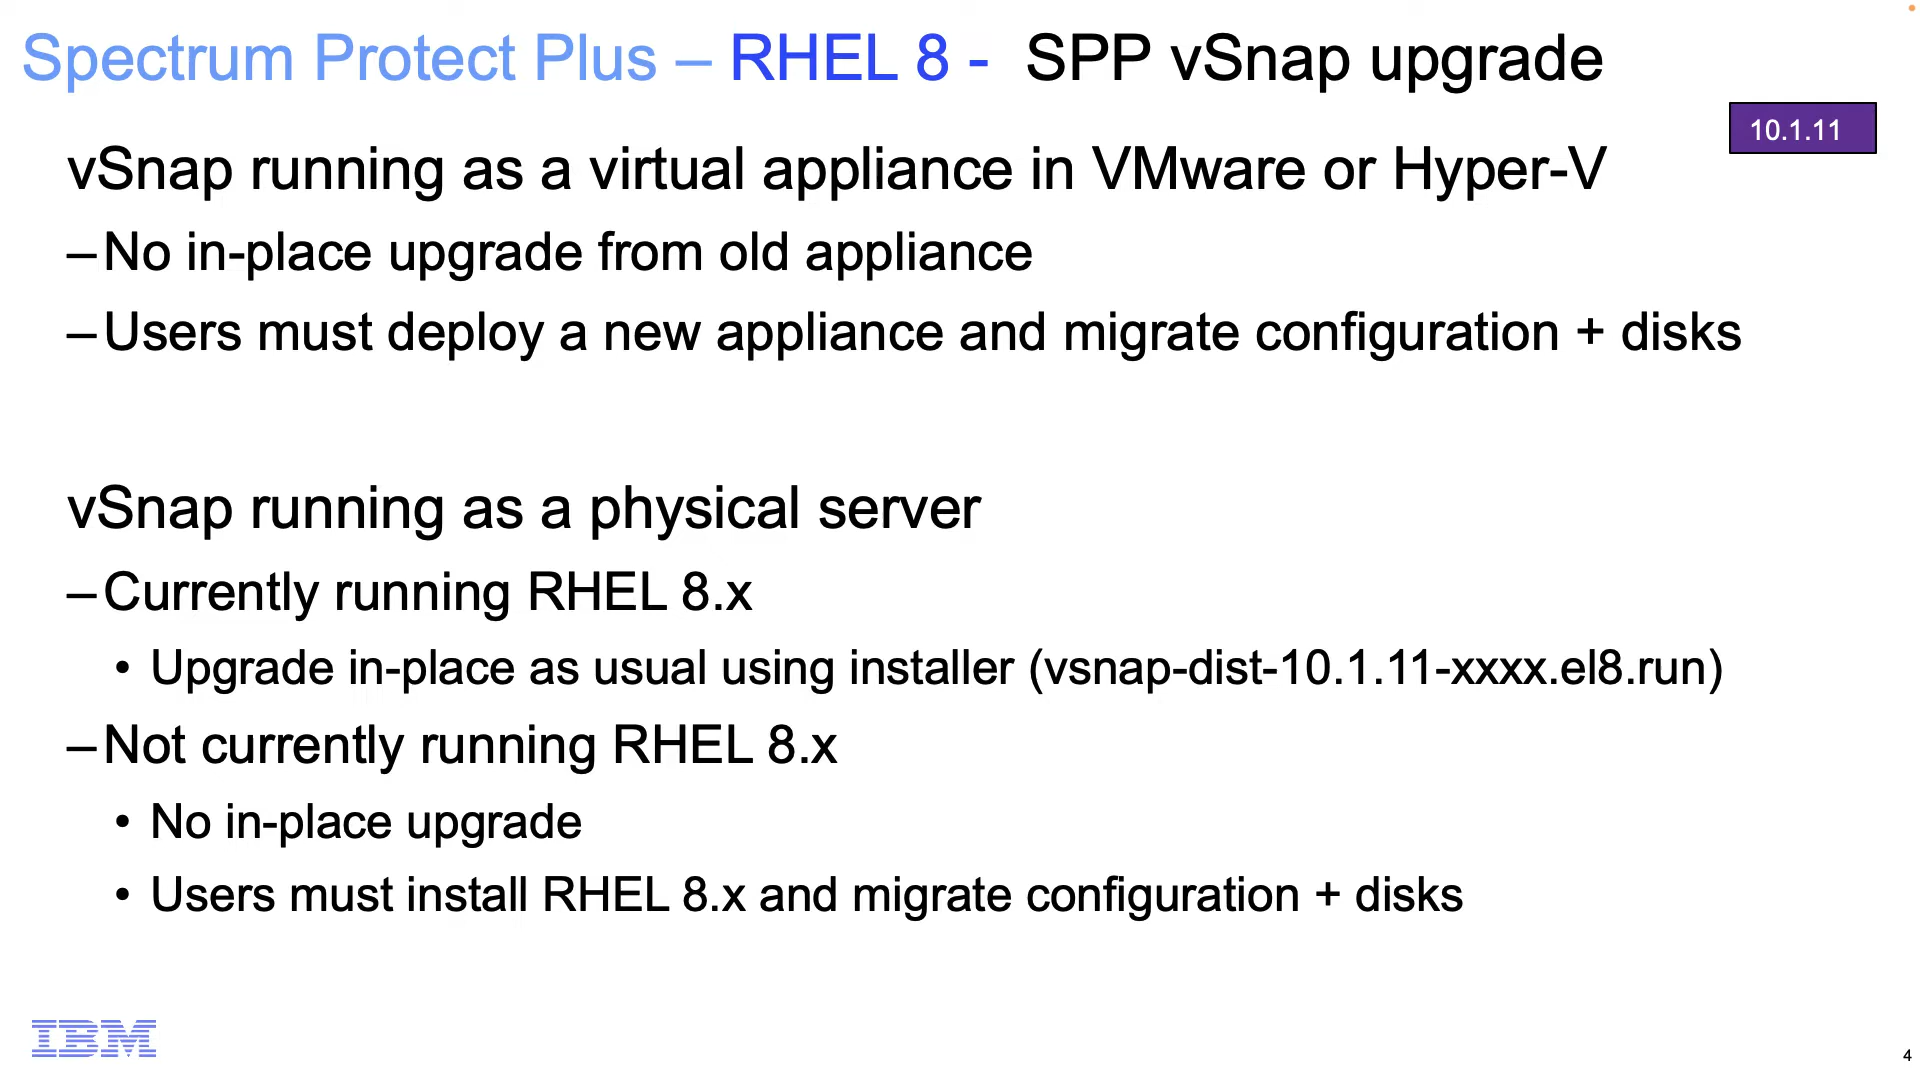 Spectrum Protect Plus – RHEL 8 - SPP vSnap upgrade
10.1.11
vSnap running as a virtual appliance in VMware or Hyper-V
–No in-place upgrade from old appliance
–Users must deploy a new appliance and migrate configuration + disks
vSnap running as a physical server
–Currently running RHEL 8.x
• Upgrade in-place as usual using installer (vsnap-dist-10.1.11-xxxx.el8.run)
–Not currently running RHEL 8.x
• No in-place upgrade
• Users must install RHEL 8.x and migrate configuration + disks
IBM
4